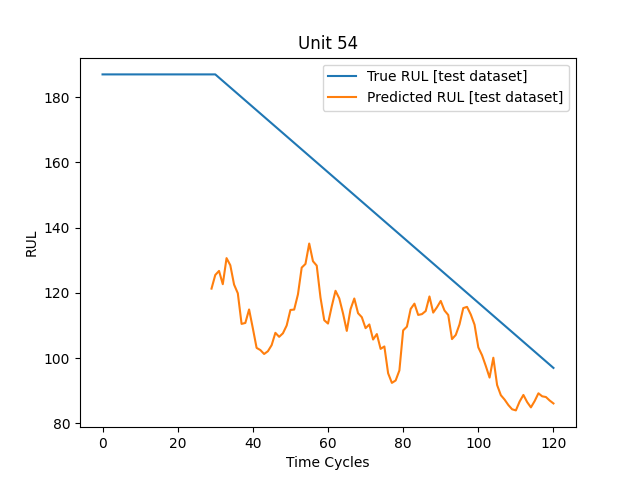 Unit 54
True RUL [test dataset]
Predicted RUL [test dataset]
180
160
140
120
100
80
RUL
0 20 40 60 80 100 120
Time Cycles